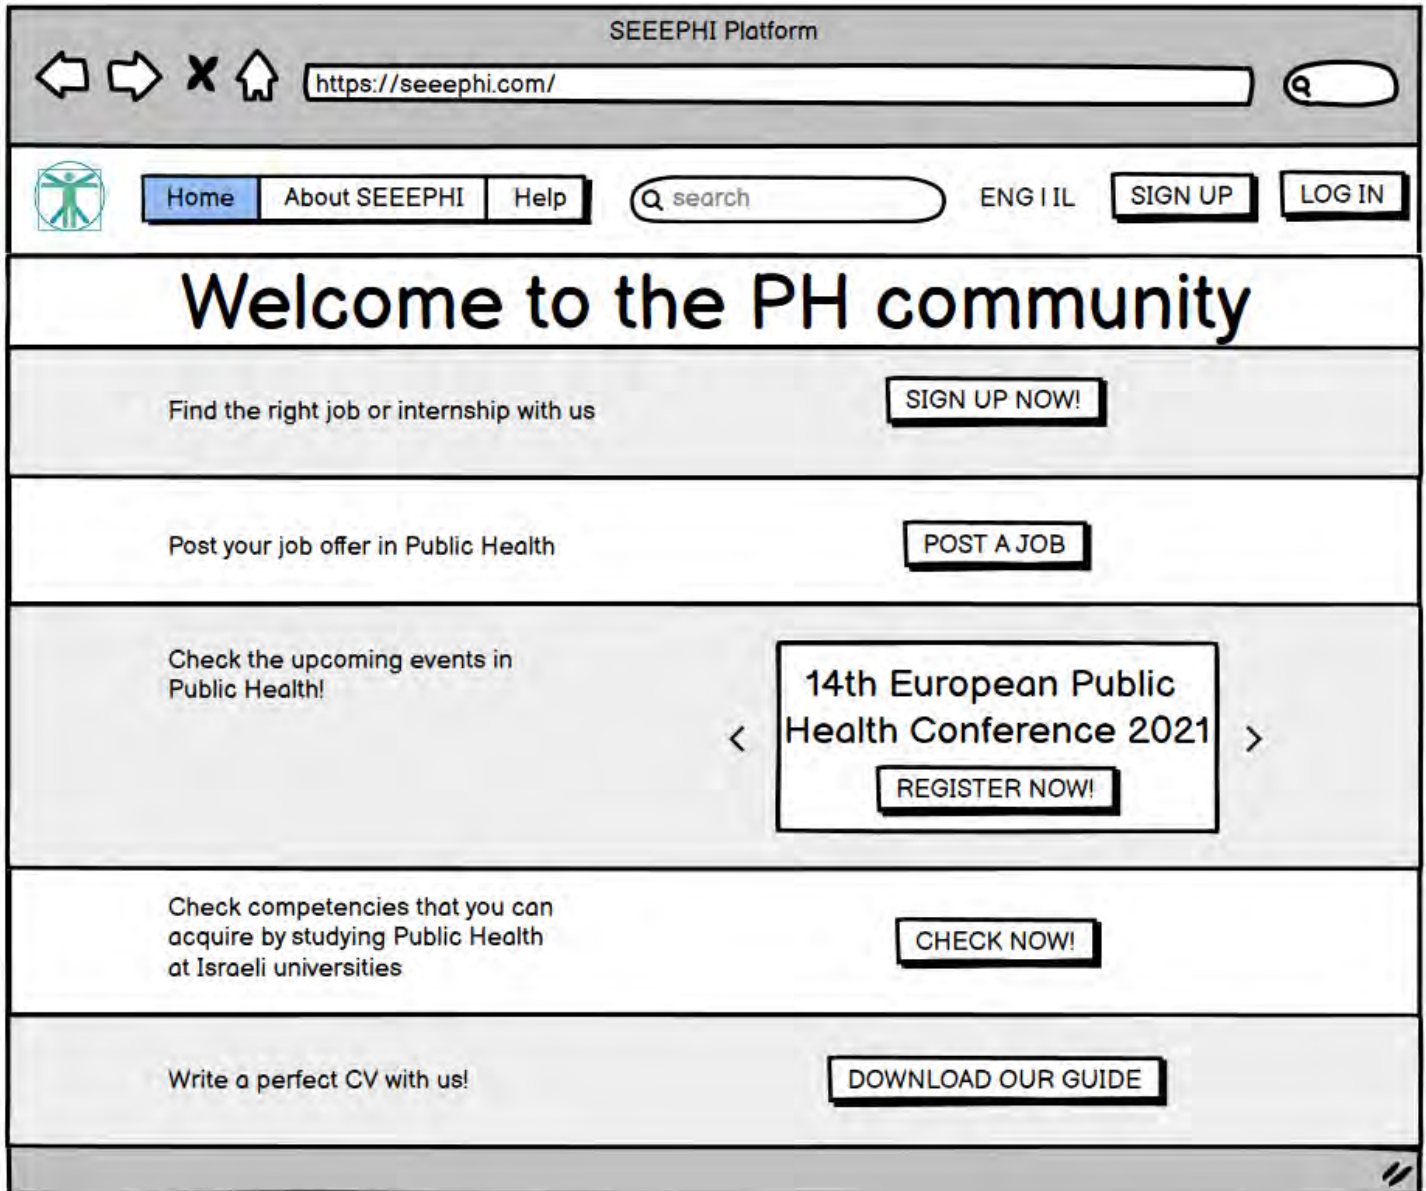 SEEEPHI Platform
https://seeephi.com/
Home About SEEEPHI Help search ENG I IL SIGN UP LOG IN
Welcome to the PH community
Find the right job or internship with us
SIGN UP NOW!
Post your job offer in Public Health
POST A JOB
Check the upcoming events in
Public Health!
14th European Public
Health Conference 2021
REGISTER NOW!
Check competencies that you can
acquire by studying Public Health
at Israeli universities
CHECK NOW!
Write a perfect CV with us!
DOWNLOAD OUR GUIDE